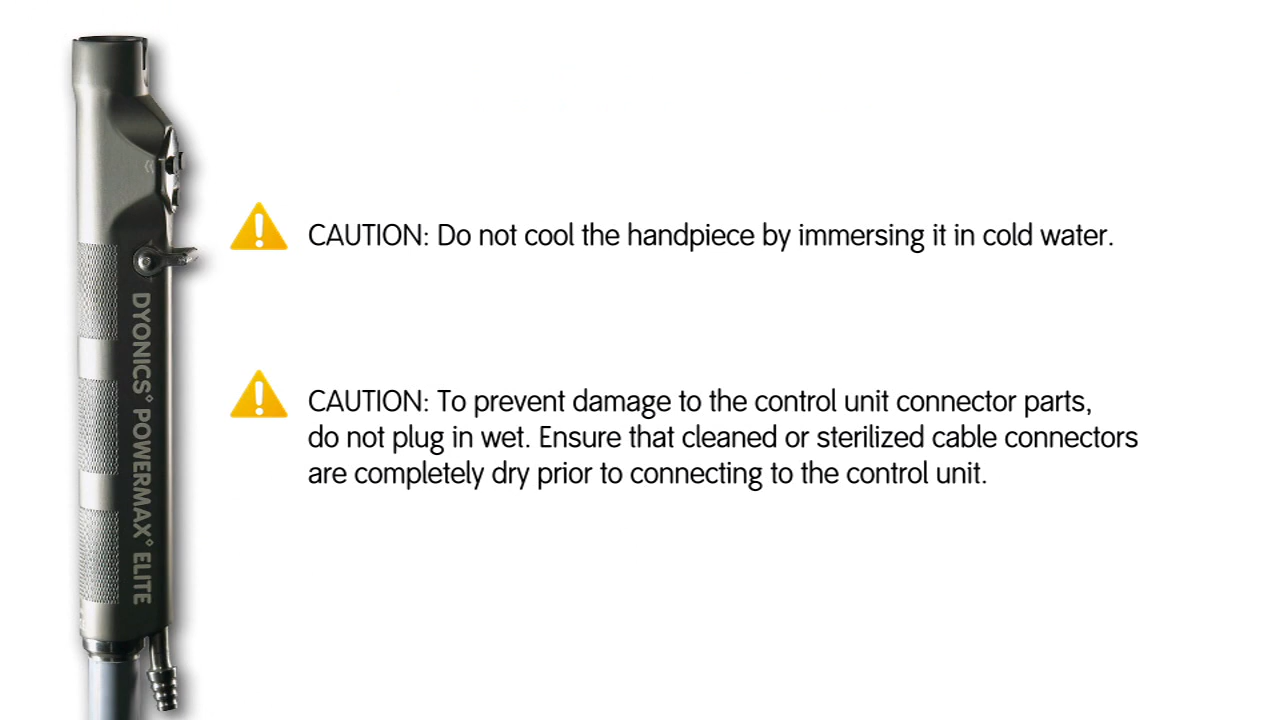 CAUTION: Do not cool the handpiece by immersing it in cold water.
CAUTION: To prevent damage to the control unit connector parts,
do not plug in wet. Ensure that cleaned or sterilized cable connectors
are completely dry prior to connecting to the control unit.
DYONICS◊ POWERMAX◊ ELITE